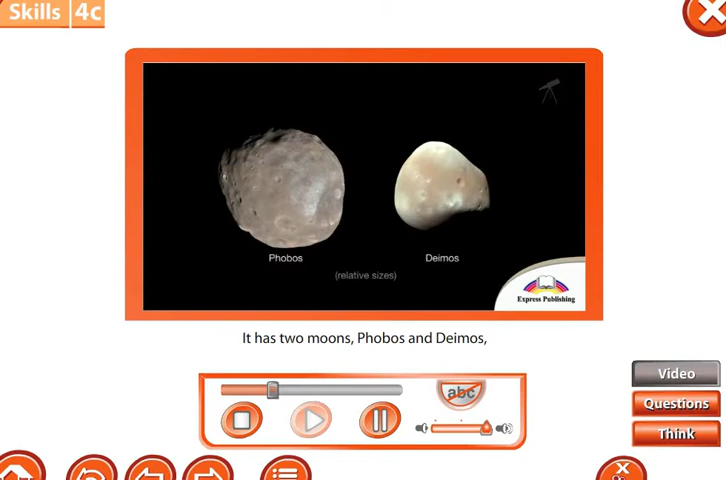 Skills 4c
Phobos
Deimos
(relative sizes)
Express Publishing
It has two moons, Phobos and Deimos,
abc
Video
Questions
Think